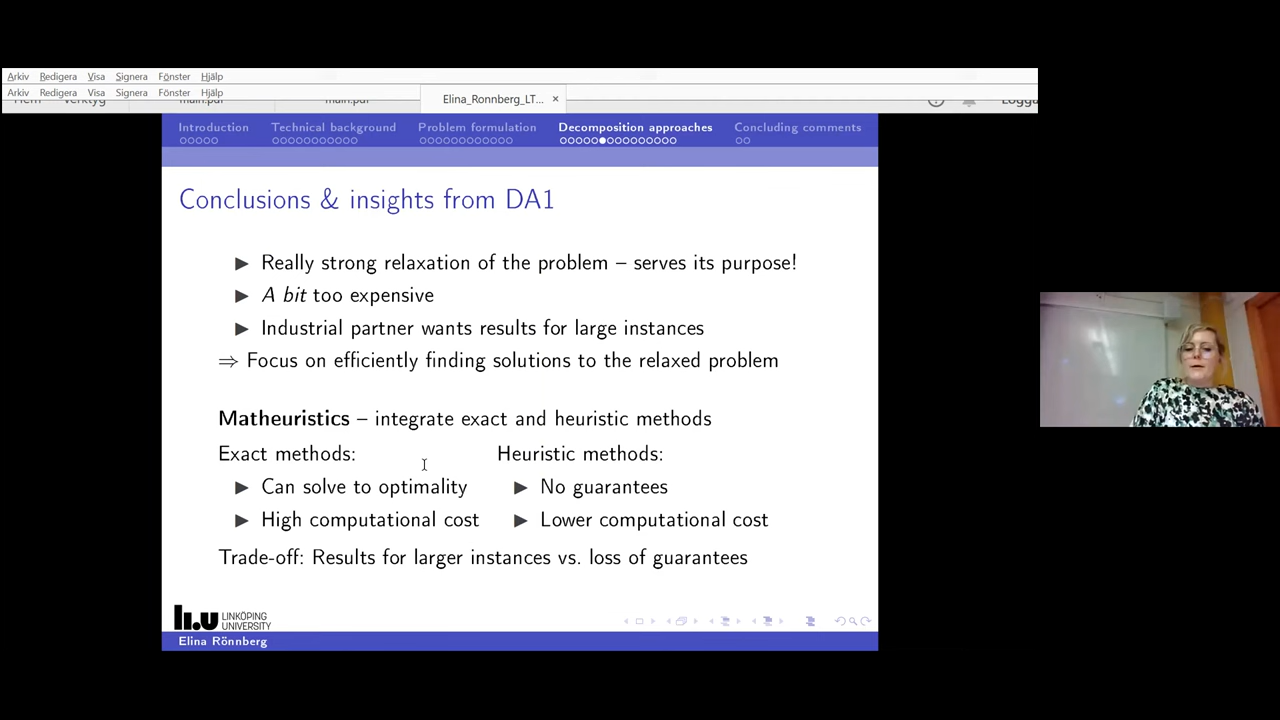 Arkiv Redigera Visa Signera Fönster Hjälp
Arkiv Redigera Visa Signera Fönster Hjälp
Hem Verktyg main.pdf main.pdf Elina_Ronnberg_LT... × Logga
Introduction Technical background Problem formulation Decomposition approaches Concluding comments
Conclusions & insights from DA1
▶ Really strong relaxation of the problem – serves its purpose!
▶ A bit too expensive
▶ Industrial partner wants results for large instances
⇒ Focus on efficiently finding solutions to the relaxed problem
Matheuristics – integrate exact and heuristic methods
Exact methods:
▶ Can solve to optimality
▶ High computational cost
Heuristic methods:
▶ No guarantees
▶ Lower computational cost
Trade-off: Results for larger instances vs. loss of guarantees
li.u LINKÖPING
UNIVERSITY
Elina Rönnberg